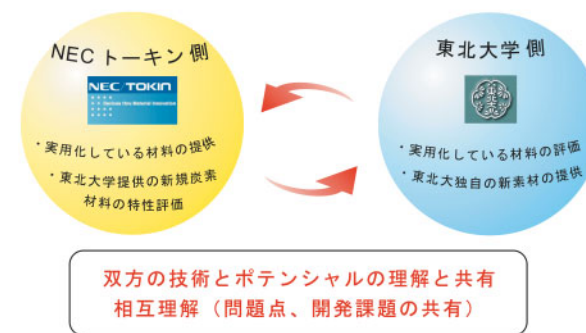 NECトーキン側
NEC/TOKIN
・実用化している材料の提供
・東北大学提供の新規炭素
材料の特性評価
東北大学側
・実用化している材料の評価
・東北大独自の新素材の提供
双方の技術とポテンシャルの理解と共有
相互理解（問題点、開発課題の共有）